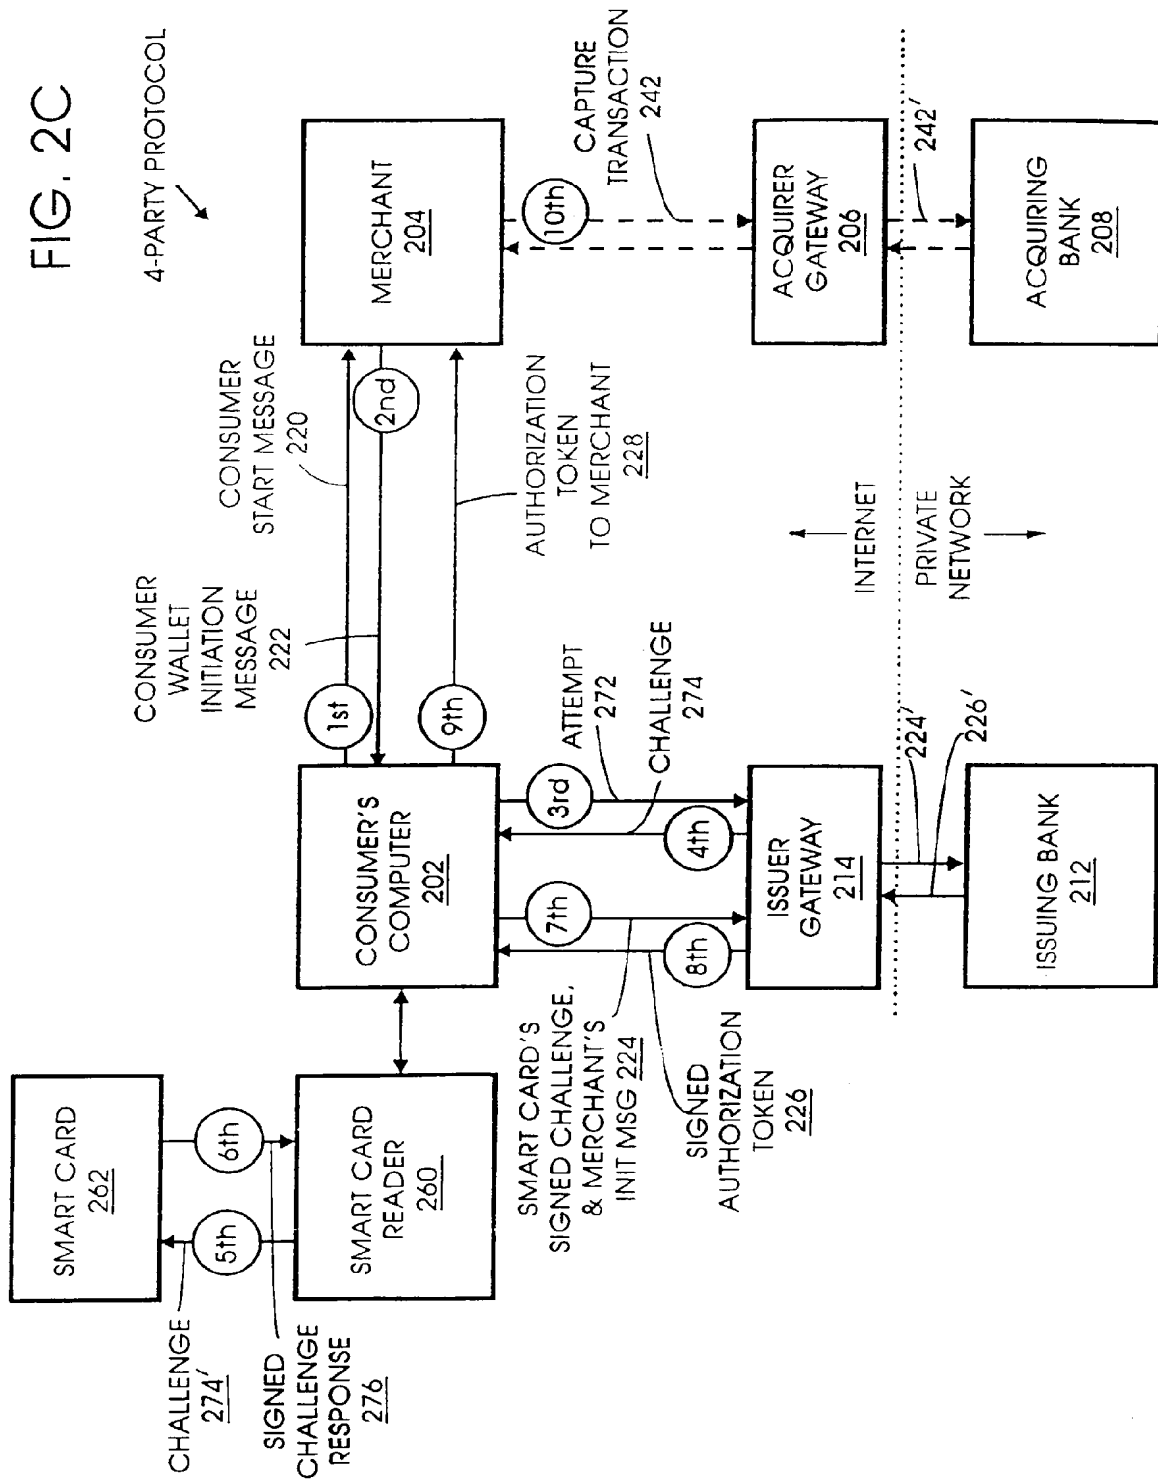 FIG. 2C
4-PARTY PROTOCOL
SMART CARD
262
CHALLENGE
274'
5th
6th
SIGNED
CHALLENGE
RESPONSE
276
SMART CARD
READER
260
CONSUMER'S
COMPUTER
202
CONSUMER
WALLET
INITIATION
MESSAGE
222
CONSUMER
START MESSAGE
220
1st
2nd
9th
AUTHORIZATION
TOKEN
TO MERCHANT
228
MERCHANT
204
SMART CARD'S
SIGNED CHALLENGE,
& MERCHANT'S
INIT MSG 224
SIGNED
AUTHORIZATION
TOKEN
226
7th
8th
3rd
4th
ATTEMPT
272
CHALLENGE
274
10th
CAPTURE
TRANSACTION
242
ISSUER
GATEWAY
214
ACQUIRER
GATEWAY
206
INTERNET
PRIVATE
NETWORK
224'
226'
242'
ISSUING BANK
212
ACQUIRING
BANK
208